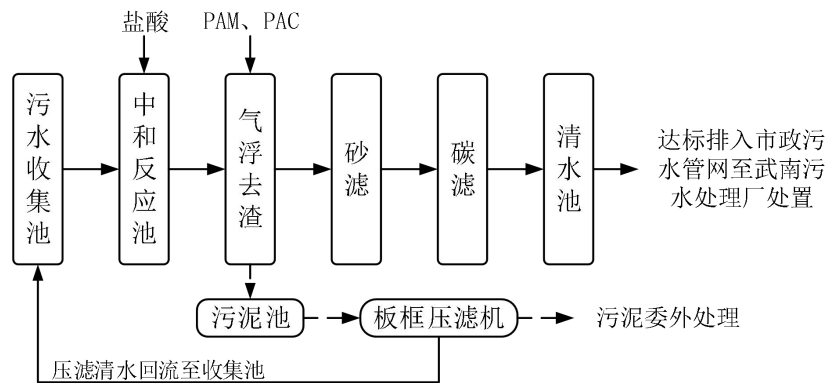 盐酸
PAM、PAC
污水收集池
中和反应池
气浮去渣
砂滤
碳滤
清水池
达标排入市政污
水管网至武南污
水处理厂处置
污泥池
板框压滤机
污泥委外处理
压滤清水回流至收集池